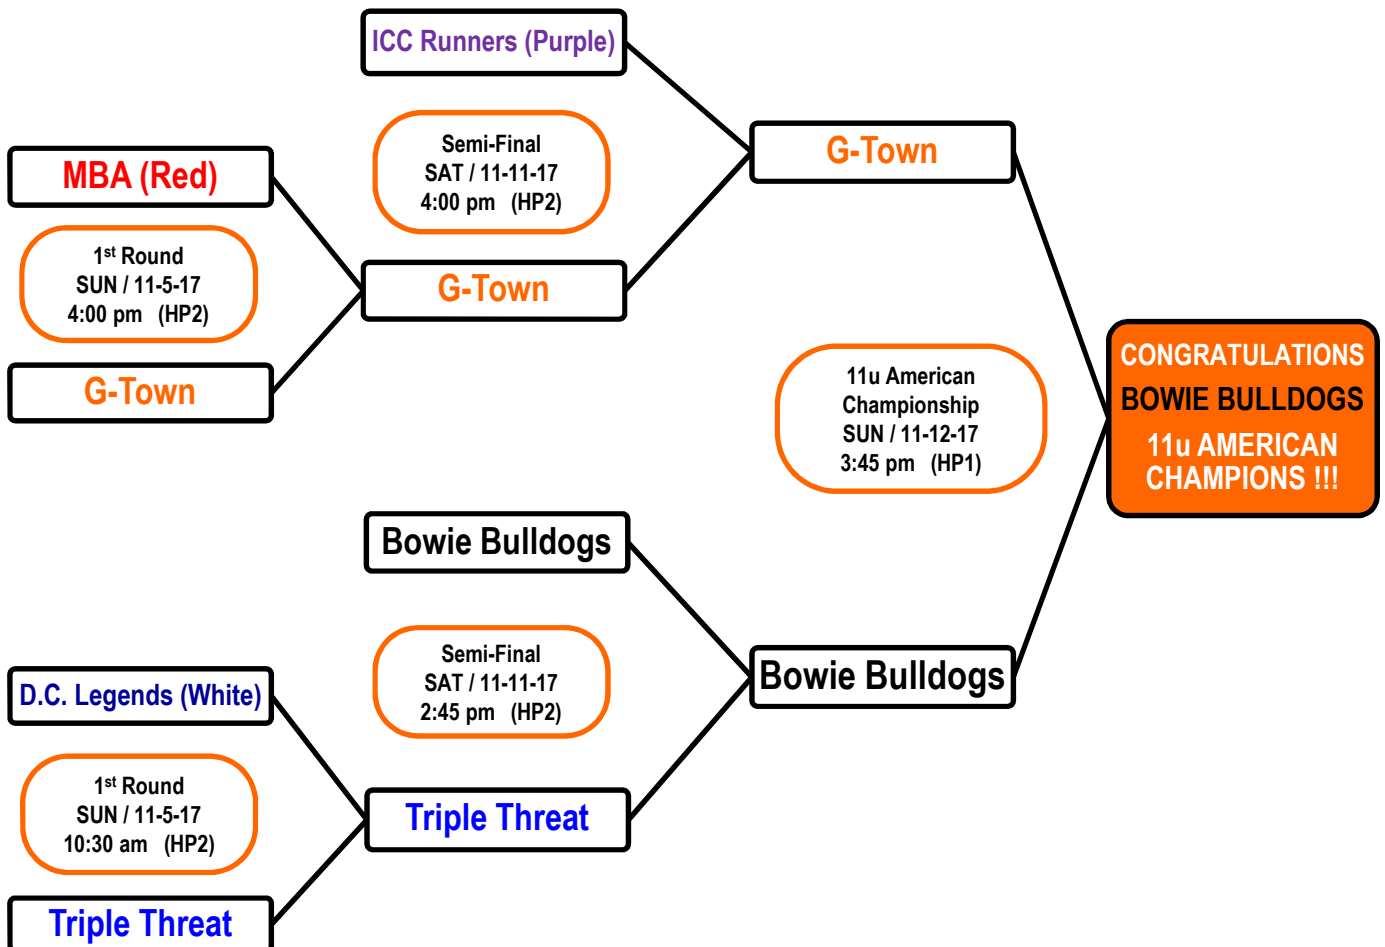 ICC Runners (Purple)
Semi-Final
SAT / 11-11-17
4:00 pm (HP2)
G-Town
MBA (Red)
1st Round
SUN / 11-5-17
4:00 pm (HP2)
G-Town
G-Town
11u American
Championship
SUN / 11-12-17
3:45 pm (HP1)
CONGRATULATIONS
BOWIE BULLDOGS
11u AMERICAN
CHAMPIONS !!!
Bowie Bulldogs
Semi-Final
SAT / 11-11-17
2:45 pm (HP2)
Bowie Bulldogs
D.C. Legends (White)
1st Round
SUN / 11-5-17
10:30 am (HP2)
Triple Threat
Triple Threat